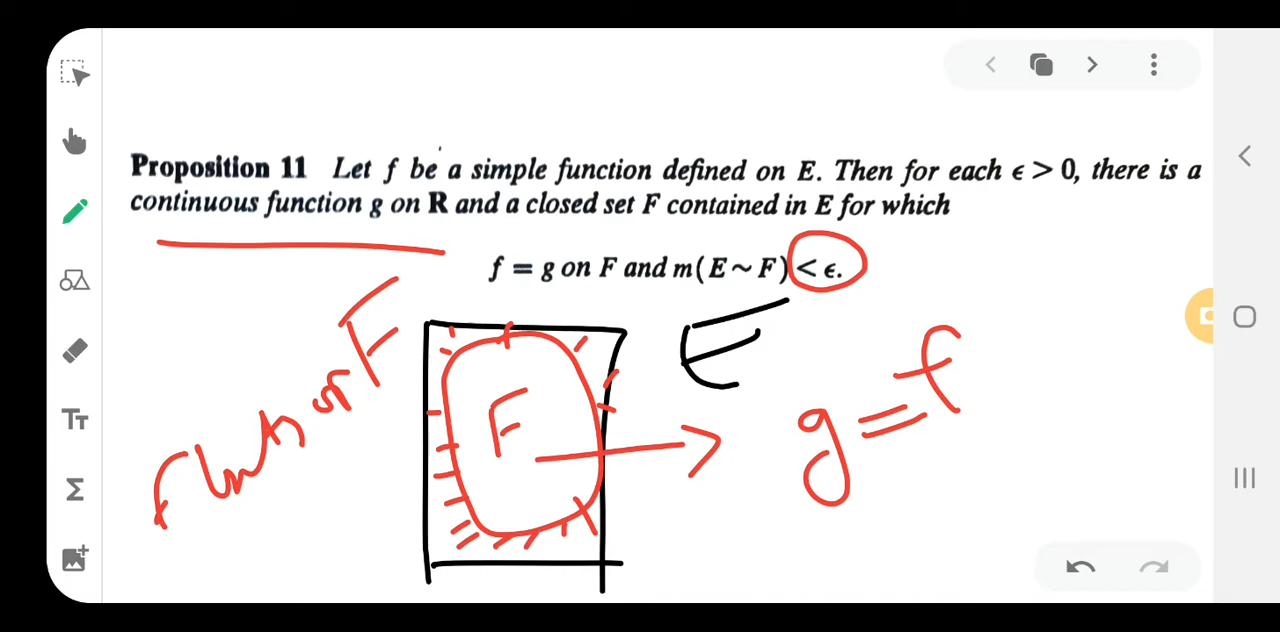 Proposition 11 Let f be a simple function defined on E. Then for each ϵ > 0, there is a
continuous function g on R and a closed set F contained in E for which
f = g on F and m(E ~ F) < ϵ.
F
E
F
g = f